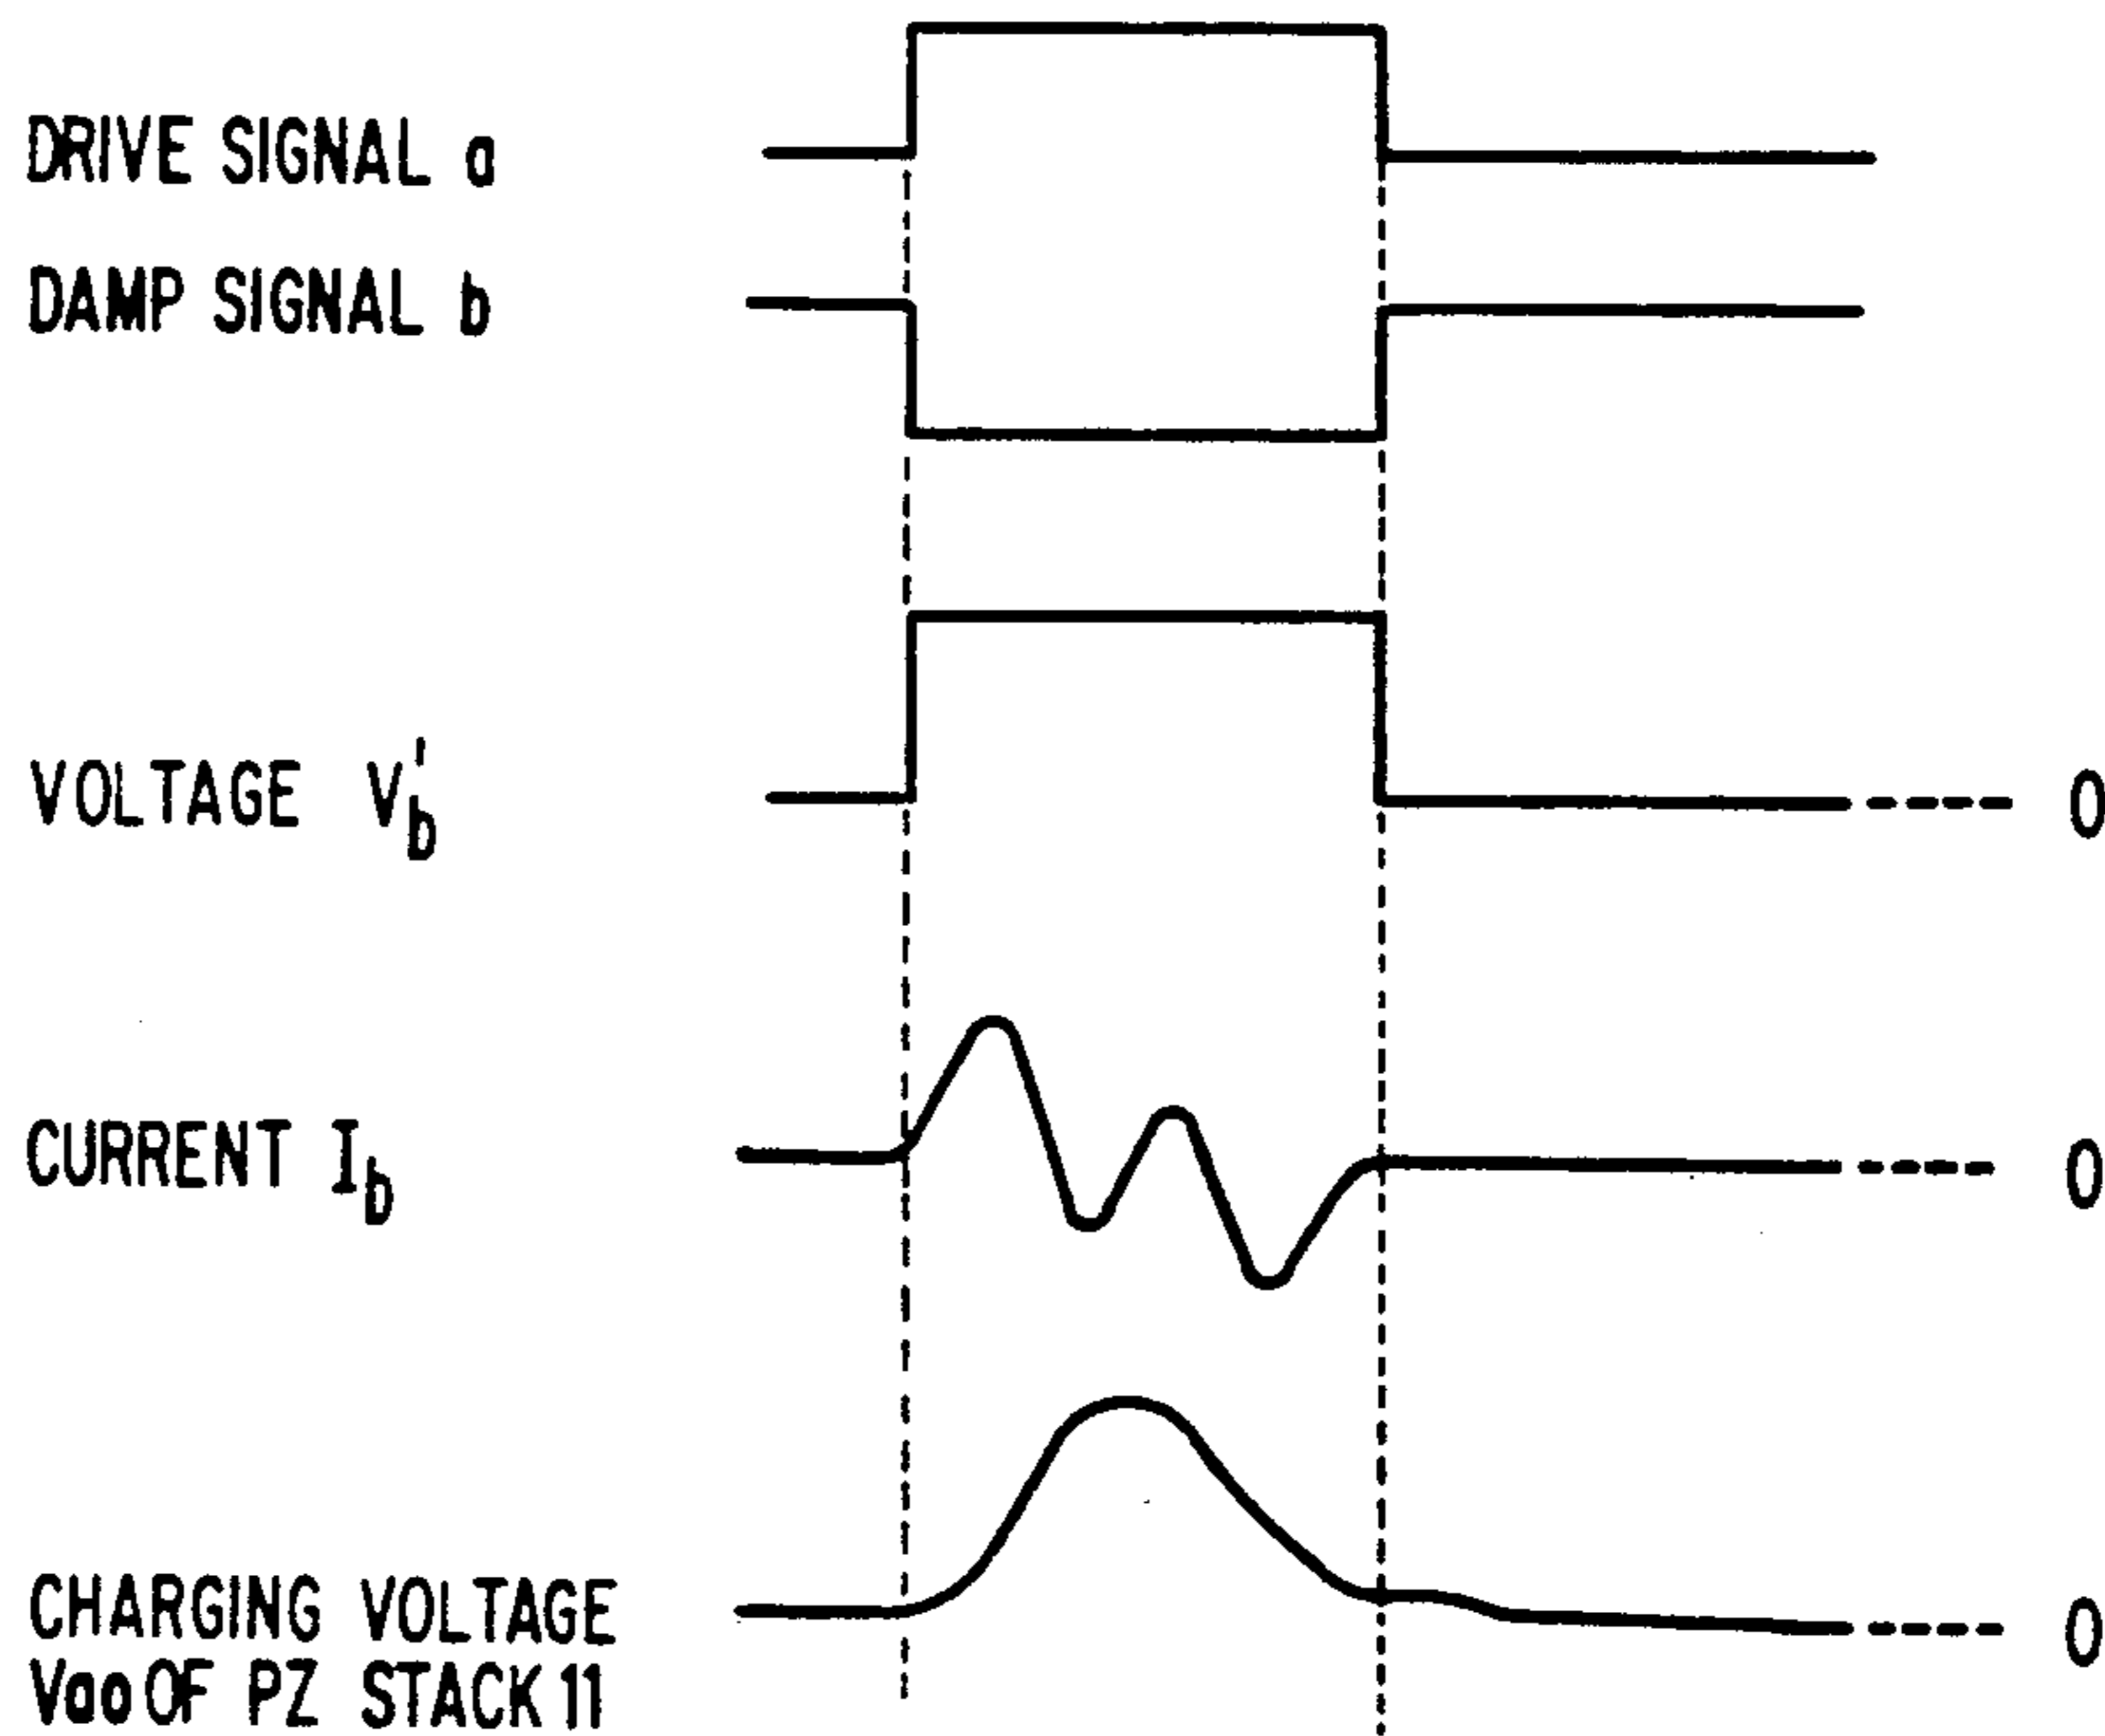 DRIVE SIGNAL a
DAMP SIGNAL b
VOLTAGE V'b 0
CURRENT Ib 0
CHARGING VOLTAGE
Vao OF PZ STACK 11 0